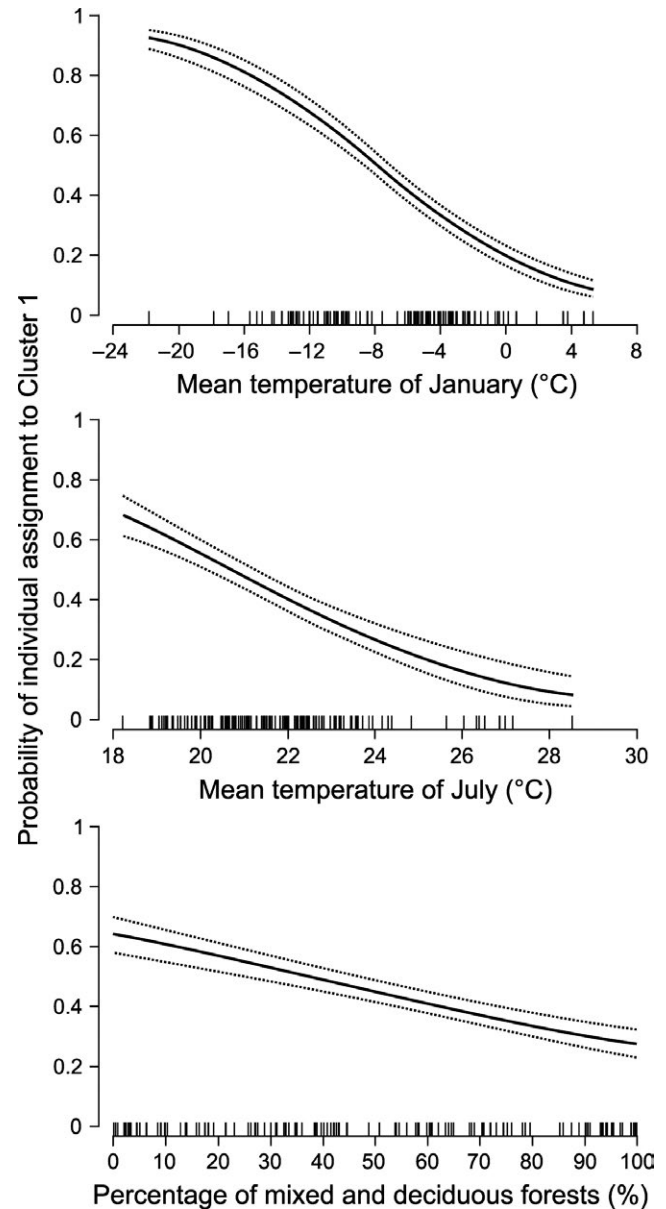 Probability of individual assignment to Cluster 1
1
0.8
0.6
0.4
0.2
0
−24 −20 −16 −12 −8 −4 0 4 8
Mean temperature of January (°C)
1
0.8
0.6
0.4
0.2
0
18 20 22 24 26 28 30
Mean temperature of July (°C)
1
0.8
0.6
0.4
0.2
0
0 10 20 30 40 50 60 70 80 90 100
Percentage of mixed and deciduous forests (%)